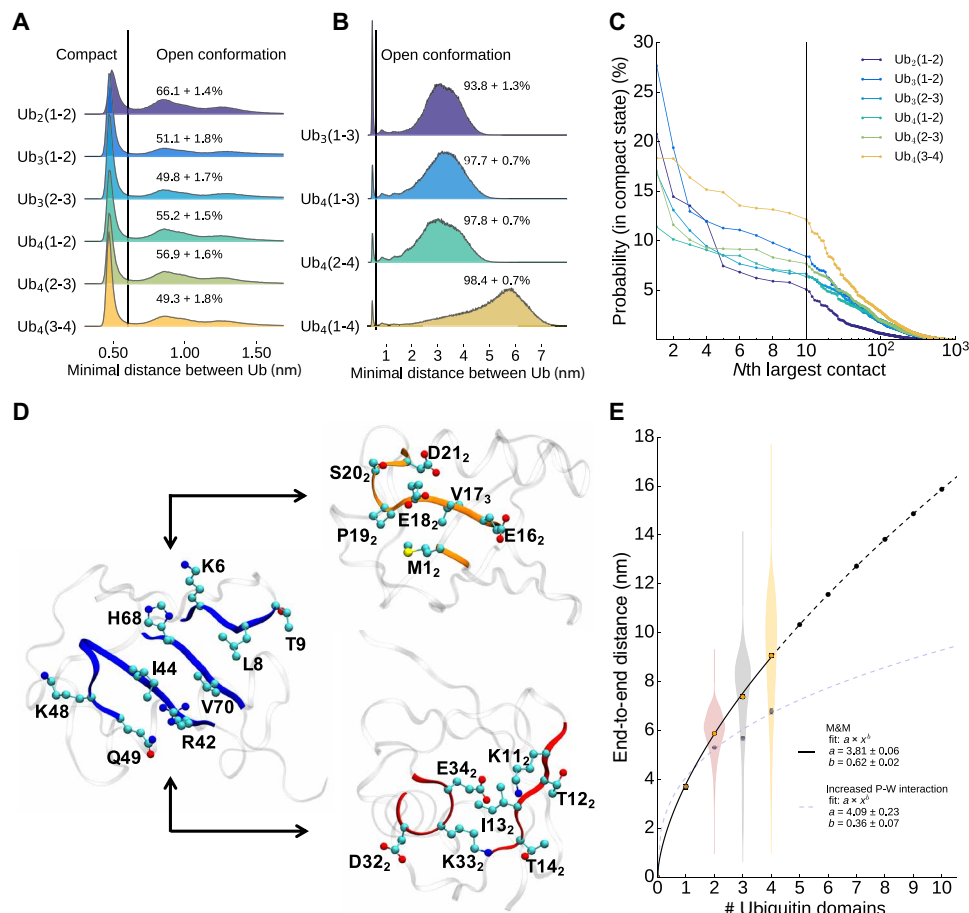 A
Compact
Open conformation
66.1 + 1.4%
Ub2(1-2)
51.1 + 1.8%
Ub3(1-2)
49.8 + 1.7%
Ub3(2-3)
55.2 + 1.5%
Ub4(1-2)
56.9 + 1.6%
Ub4(2-3)
49.3 + 1.8%
Ub4(3-4)
0.50 1.00 1.50
Minimal distance between Ub (nm)
B
Open conformation
93.8 + 1.3%
Ub3(1-3)
97.7 + 0.7%
Ub4(1-3)
97.8 + 0.7%
Ub4(2-4)
98.4 + 0.7%
Ub4(1-4)
1 2 3 4 5 6 7
Minimal distance between Ub (nm)
C
Probability (in compact state) (%)
30
25
20
15
10
5
2 4 6 8 10 10² 10³
Nth largest contact
Ub2(1-2)
Ub3(1-2)
Ub3(2-3)
Ub4(1-2)
Ub4(2-3)
Ub4(3-4)
D
K6
H68
T9
L8
I44
K48
V70
R42
Q49
D21₂
S20₂
V17₃
E18₂
P19₂
E16₂
M1₂
K11₂
E34₂
T12₂
I13₂
D32₂
K33₂
T14₂
E
End-to-end distance (nm)
18
16
14
12
10
8
6
4
2
0
0 1 2 3 4 5 6 7 8 9 10
# Ubiquitin domains
M&M
fit: a × x^b
a = 3.81 ± 0.06
b = 0.62 ± 0.02
Increased P-W interaction
fit: a × x^b
a = 4.09 ± 0.23
b = 0.36 ± 0.07